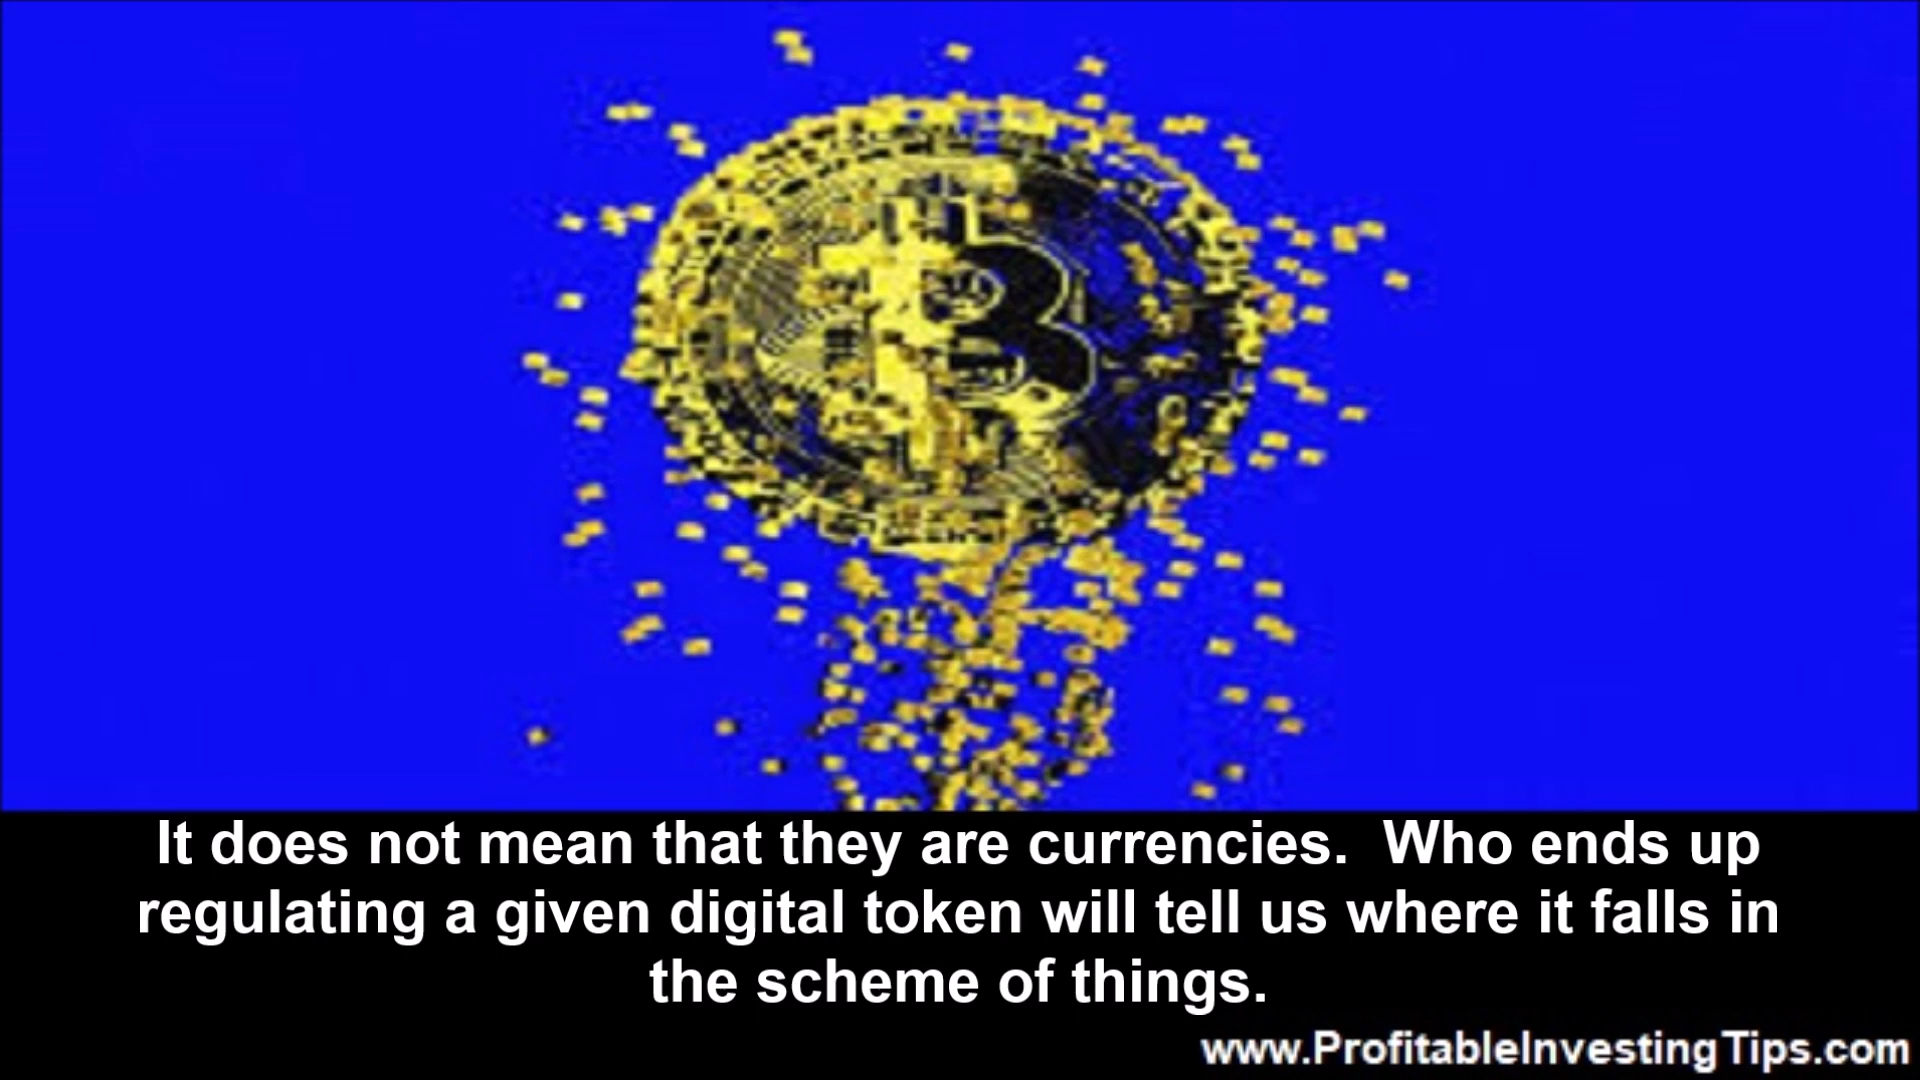 It does not mean that they are currencies.  Who ends up
regulating a given digital token will tell us where it falls in
the scheme of things.
www.ProfitableInvestingTips.com